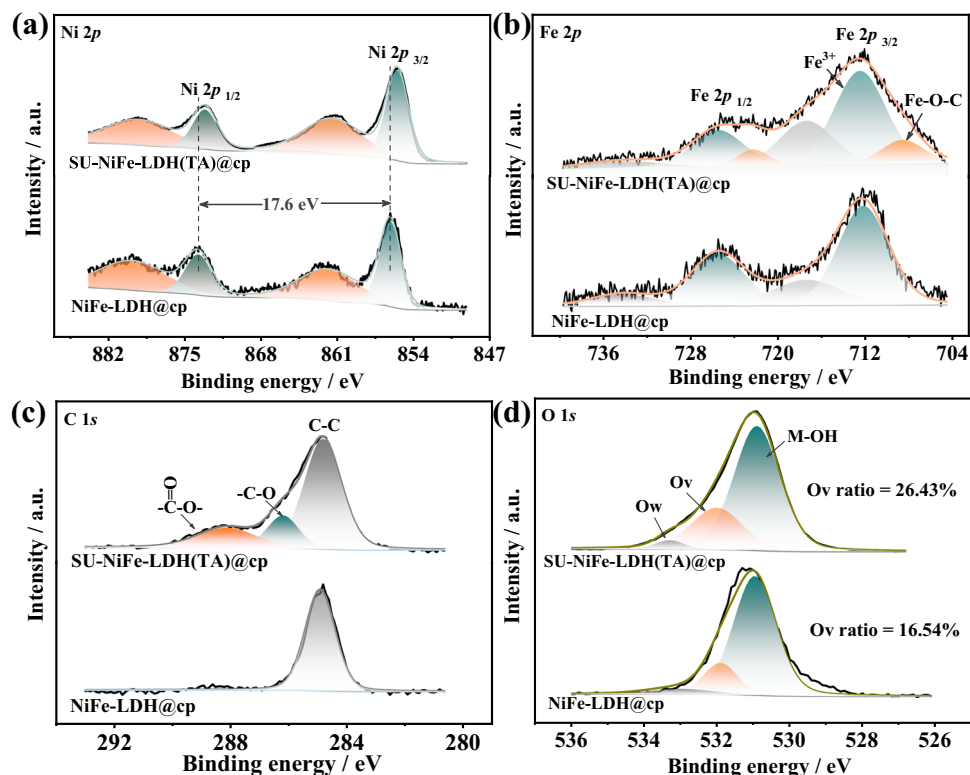 (a)
Ni 2p
Ni 2p 3/2
Ni 2p 1/2
SU-NiFe-LDH(TA)@cp
17.6 eV
NiFe-LDH@cp
Intensity / a.u.
882 875 868 861 854 847
Binding energy / eV
(b)
Fe 2p
Fe 2p 3/2
Fe3+
Fe 2p 1/2
Fe-O-C
SU-NiFe-LDH(TA)@cp
NiFe-LDH@cp
Intensity / a.u.
736 728 720 712 704
Binding energy / eV
(c)
C 1s
C-C
O
-C-O-
-C-O
SU-NiFe-LDH(TA)@cp
NiFe-LDH@cp
Intensity / a.u.
292 288 284 280
Binding energy / eV
(d)
O 1s
M-OH
Ov
Ow
Ov ratio = 26.43%
SU-NiFe-LDH(TA)@cp
Ov ratio = 16.54%
NiFe-LDH@cp
Intensity / a.u.
536 534 532 530 528 526
Binding energy / eV